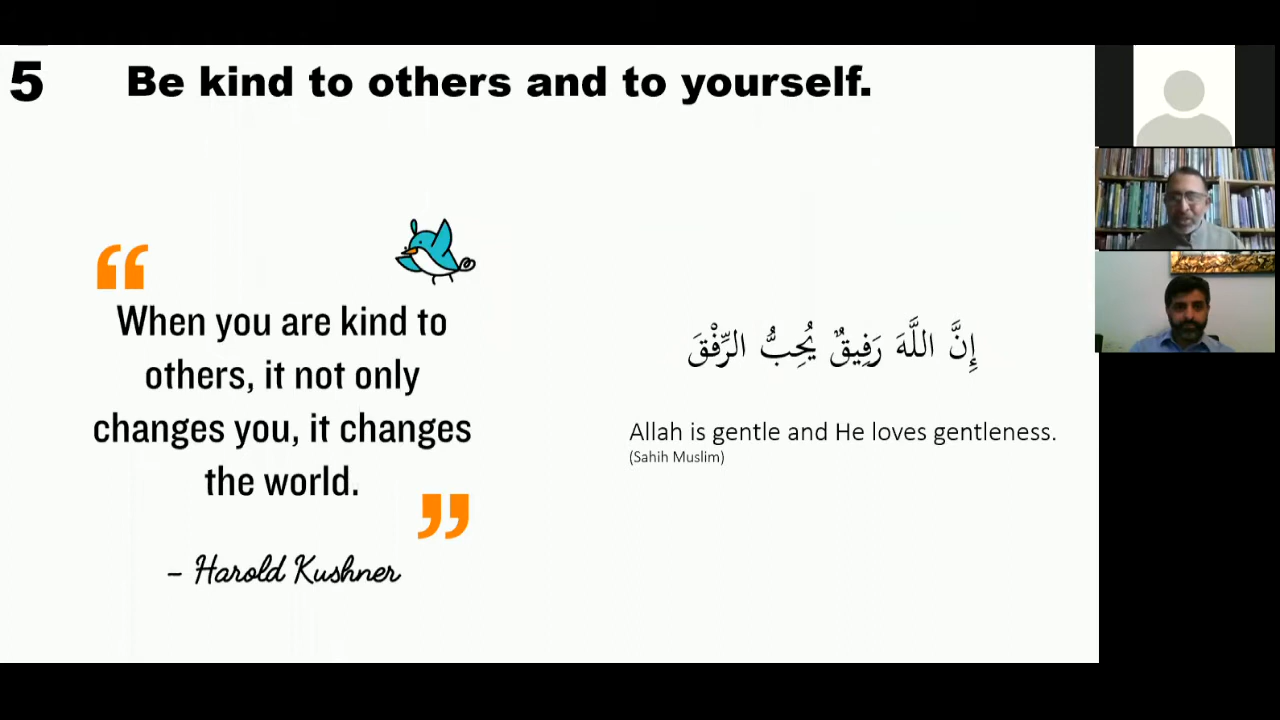 5 Be kind to others and to yourself.
“
When you are kind to
others, it not only
changes you, it changes
the world.
”
– Harold Kushner
إِنَّ اللَّهَ رَفِيقٌ يُحِبُّ الرِّفْقَ
Allah is gentle and He loves gentleness.
(Sahih Muslim)